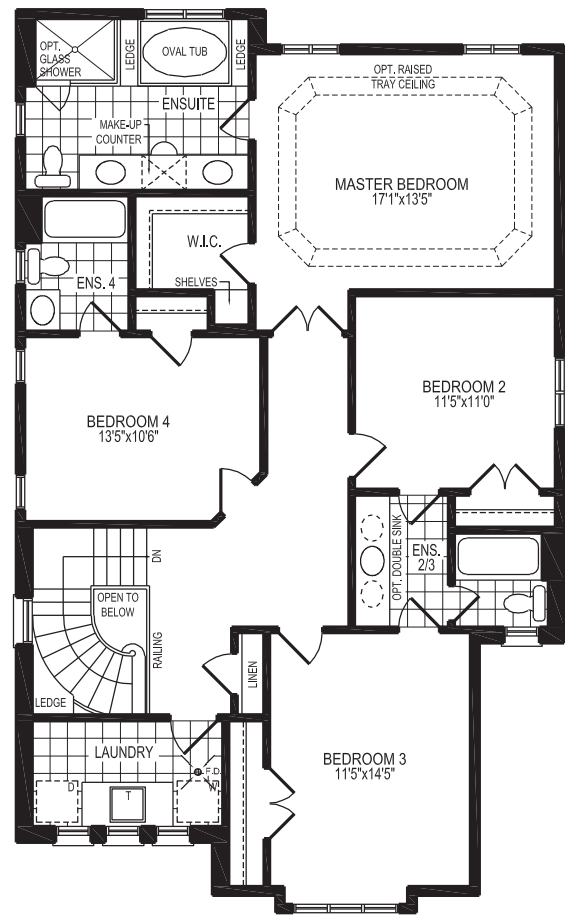 OPT.
GLASS
SHOWER
LEDGE
OVAL TUB
LEDGE
ENSUITE
MAKE-UP
COUNTER
OPT. RAISED
TRAY CEILING
MASTER BEDROOM
17'1"x13'5"
W.I.C.
SHELVES
ENS. 4
BEDROOM 4
13'5"x10'6"
BEDROOM 2
11'5"x11'0"
OPT. DOUBLE SINK
ENS.
2/3
DN
OPEN TO
BELOW
RAILING
LEDGE
LINEN
LAUNDRY
F.D.
D
T
W
BEDROOM 3
11'5"x14'5"